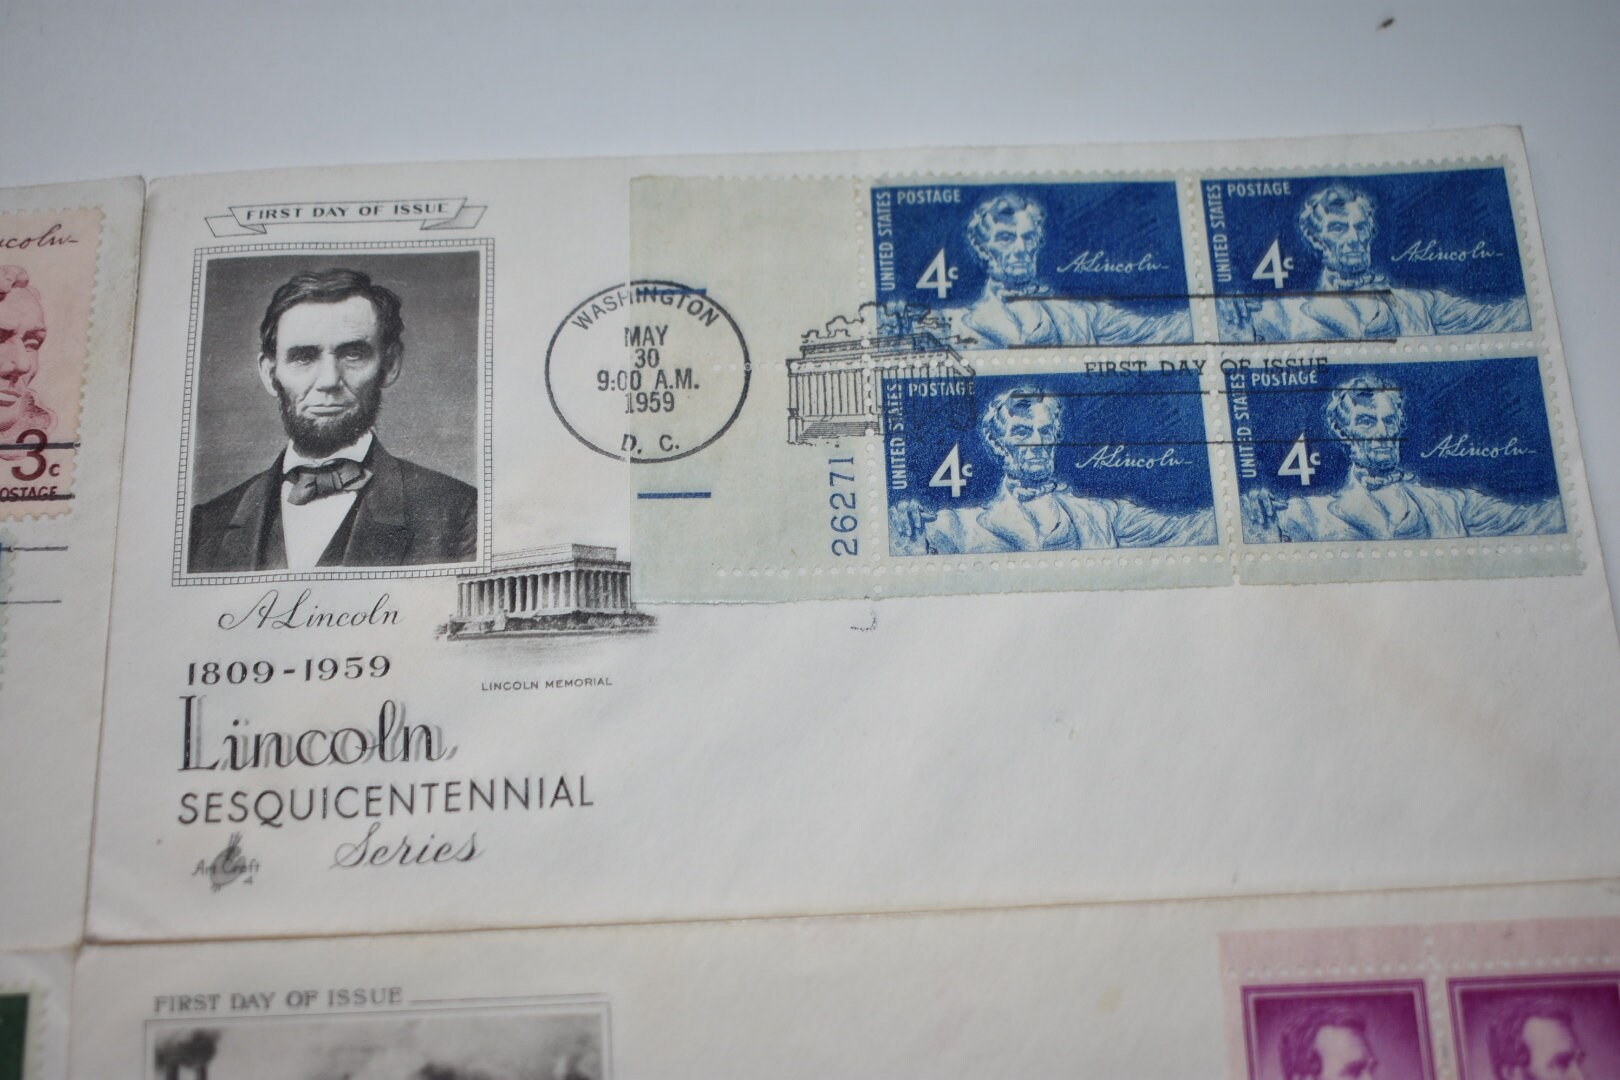 FIRST DAY OF ISSUE
A Lincoln
1809-1959
LINCOLN MEMORIAL
Lincoln
SESQUICENTENNIAL
Series
Art Craft
WASHINGTON
MAY
30
9:00 A.M.
1959
D. C.
26271
FIRST DAY OF ISSUE
UNITED STATES POSTAGE
4c
A Lincoln
UNITED STATES POSTAGE
4c
A Lincoln
UNITED STATES POSTAGE
4c
A Lincoln
UNITED STATES POSTAGE
4c
A Lincoln
3c
FIRST DAY OF ISSUE